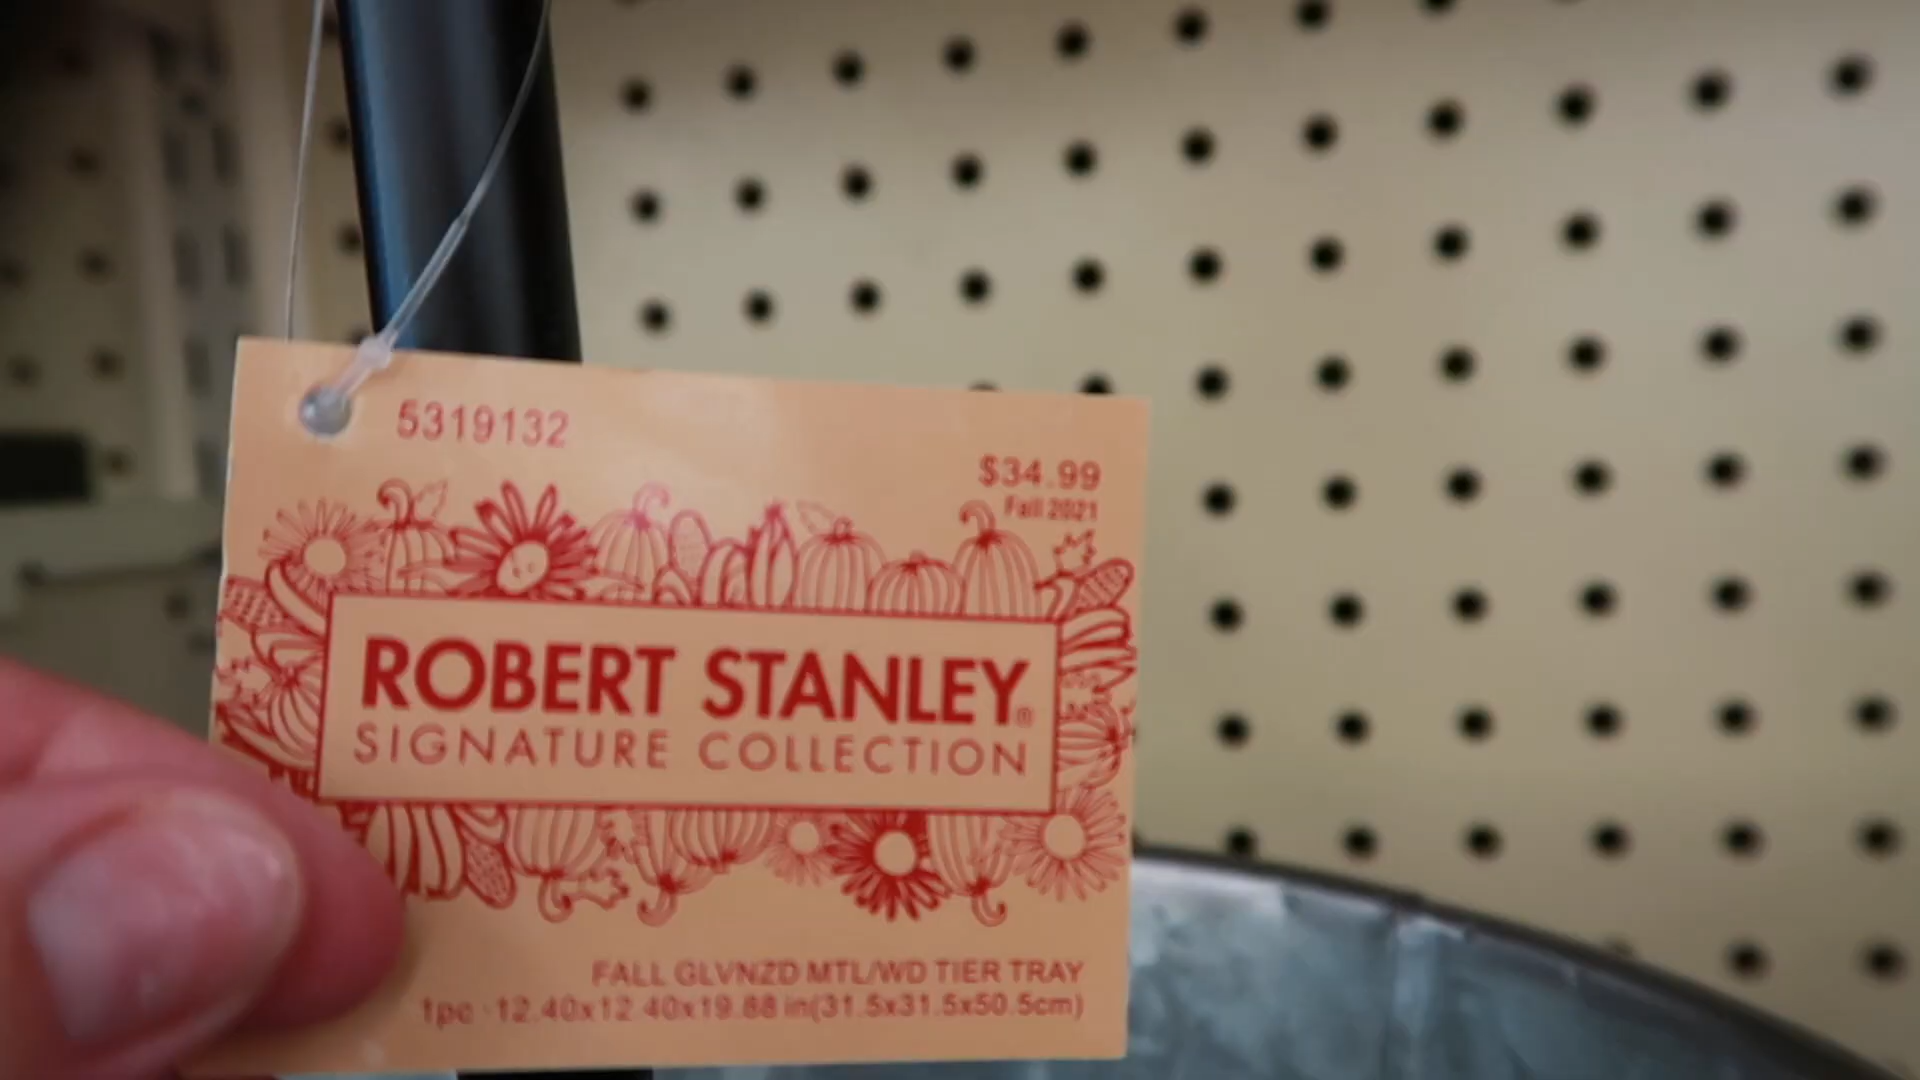 5319132
$34.99
Fall 2021
ROBERT STANLEY®
SIGNATURE COLLECTION
FALL GLVNZD MTL/WD TIER TRAY
1pc · 12.40x12.40x19.88 in(31.5x31.5x50.5cm)